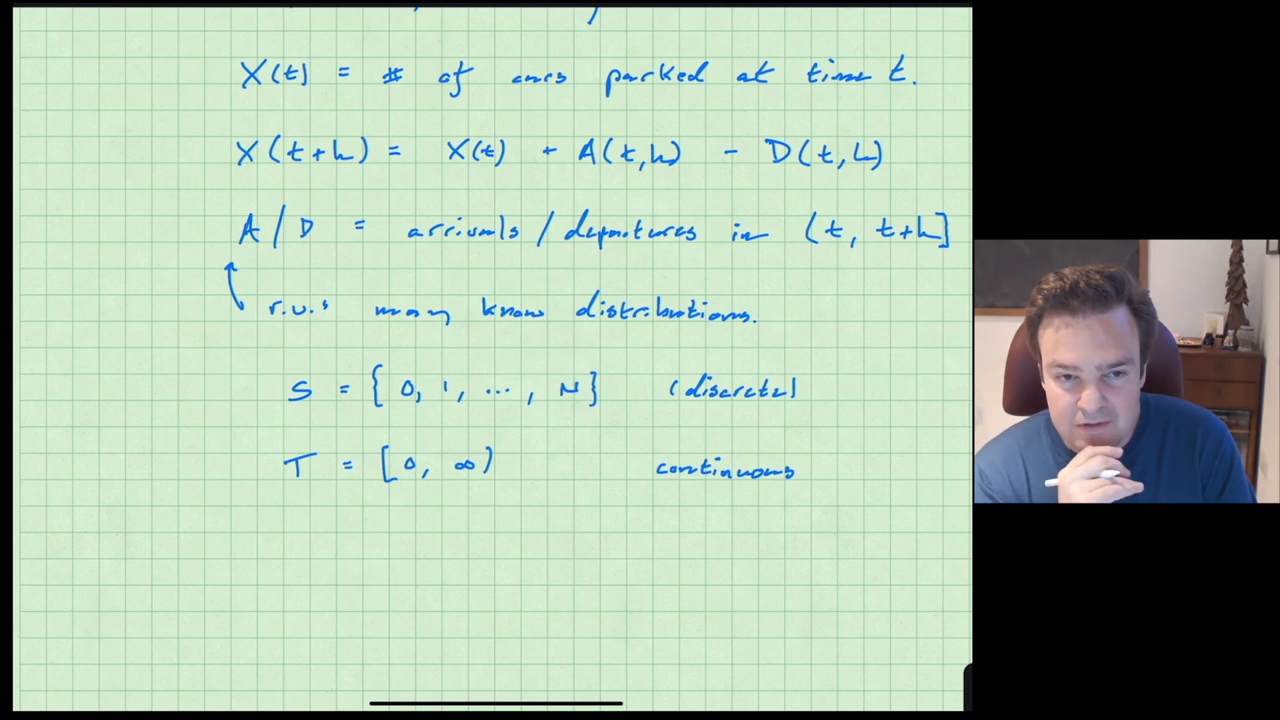 X(t) = # of cars parked at time t.
X(t+h) = X(t) + A(t,h) - D(t,h)
A/D = arrivals/departures in (t, t+h]
r.v.s may know distributions.
S = {0, 1, ..., N} (discrete)
T = [0, ∞) continuous